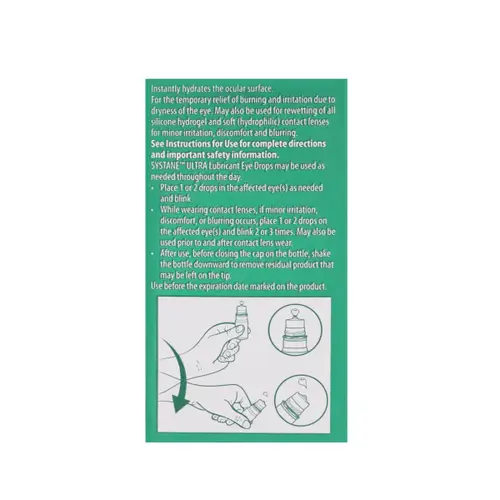 Instantly hydrates the ocular surface.
For the temporary relief of burning and irritation due to
dryness of the eye. May also be used for rewetting of all
silicone hydrogel and soft (hydrophilic) contact lenses
for minor irritation, discomfort and blurring.
See Instructions for Use for complete directions
and important safety information.
SYSTANE™ ULTRA Lubricant Eye Drops may be used as
needed throughout the day.
• Place 1 or 2 drops in the affected eye(s) as needed
and blink.
• While wearing contact lenses, if minor irritation,
discomfort, or blurring occurs, place 1 or 2 drops on
the affected eye(s) and blink 2 or 3 times. May also be
used prior to and after contact lens wear.
• After use, before closing the cap on the bottle, shake
the bottle downward to remove residual product that
may be left on the tip.
Use before the expiration date marked on the product.